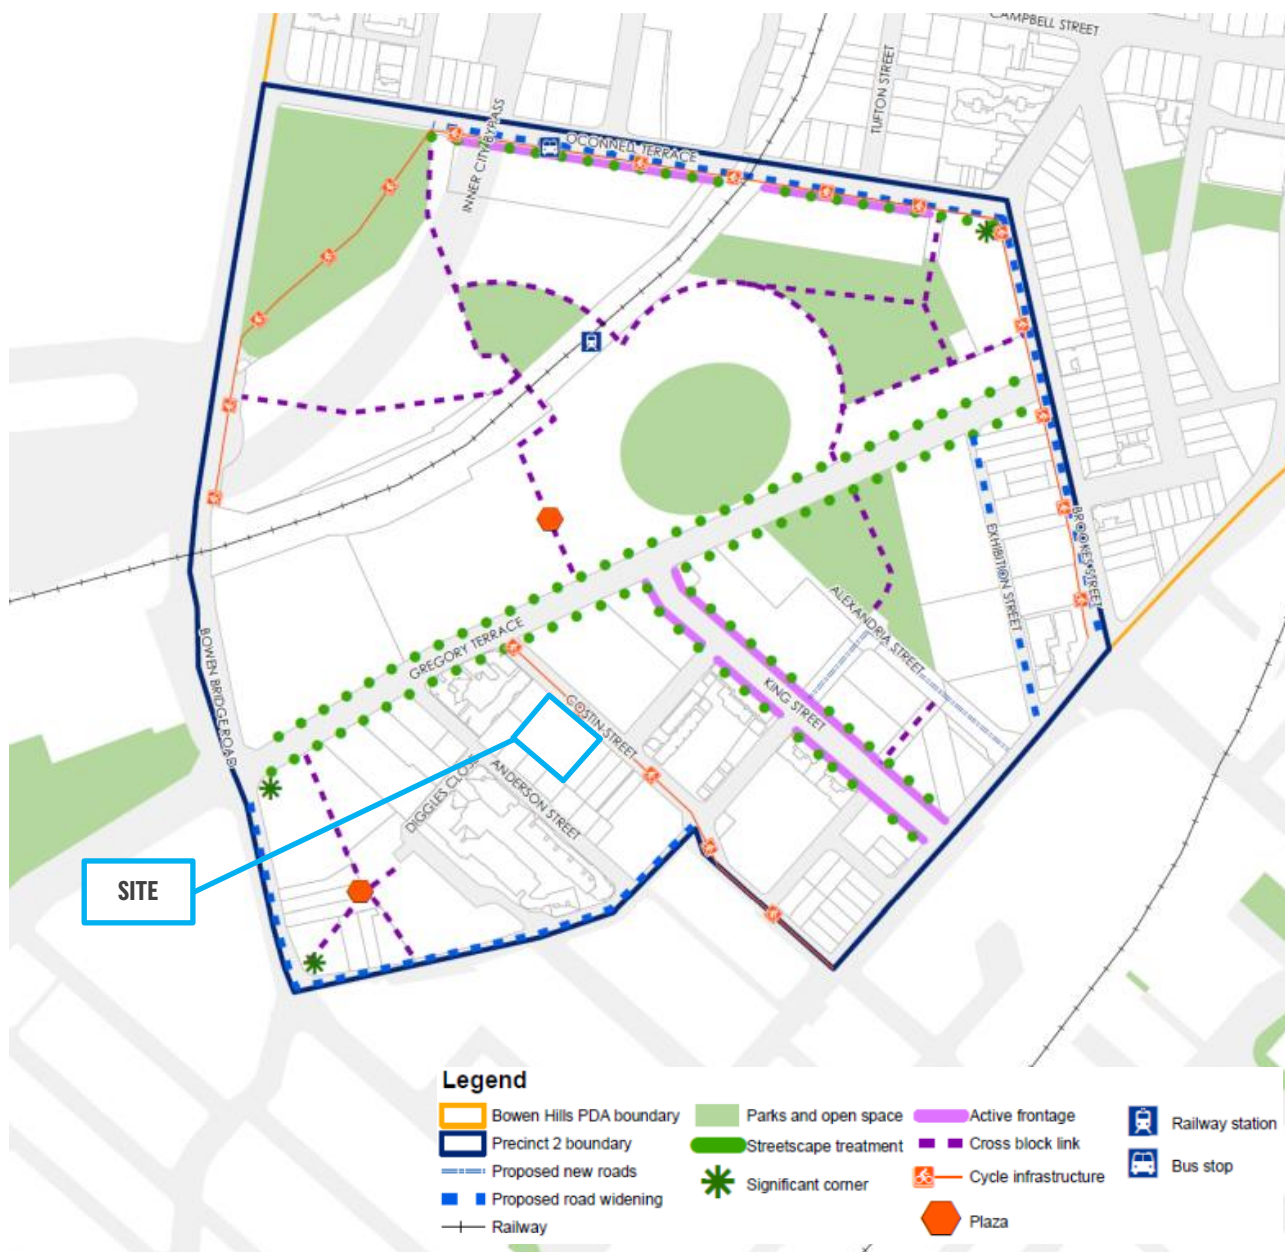 CAMPBELL STREET
TUFTON STREET
INNER CITY BYPASS
OCONNELL TERRACE
BROOKES STREET
EXHIBITION STREET
ALEXANDRIA STREET
BOWEN BRIDGE ROAD
GREGORY TERRACE
KING STREET
COSTIN STREET
ANDERSON STREET
DIGGLES CLOSE
SITE
Legend
Bowen Hills PDA boundary
Precinct 2 boundary
Proposed new roads
Proposed road widening
Railway
Parks and open space
Streetscape treatment
Significant corner
Active frontage
Cross block link
Cycle infrastructure
Plaza
Railway station
Bus stop